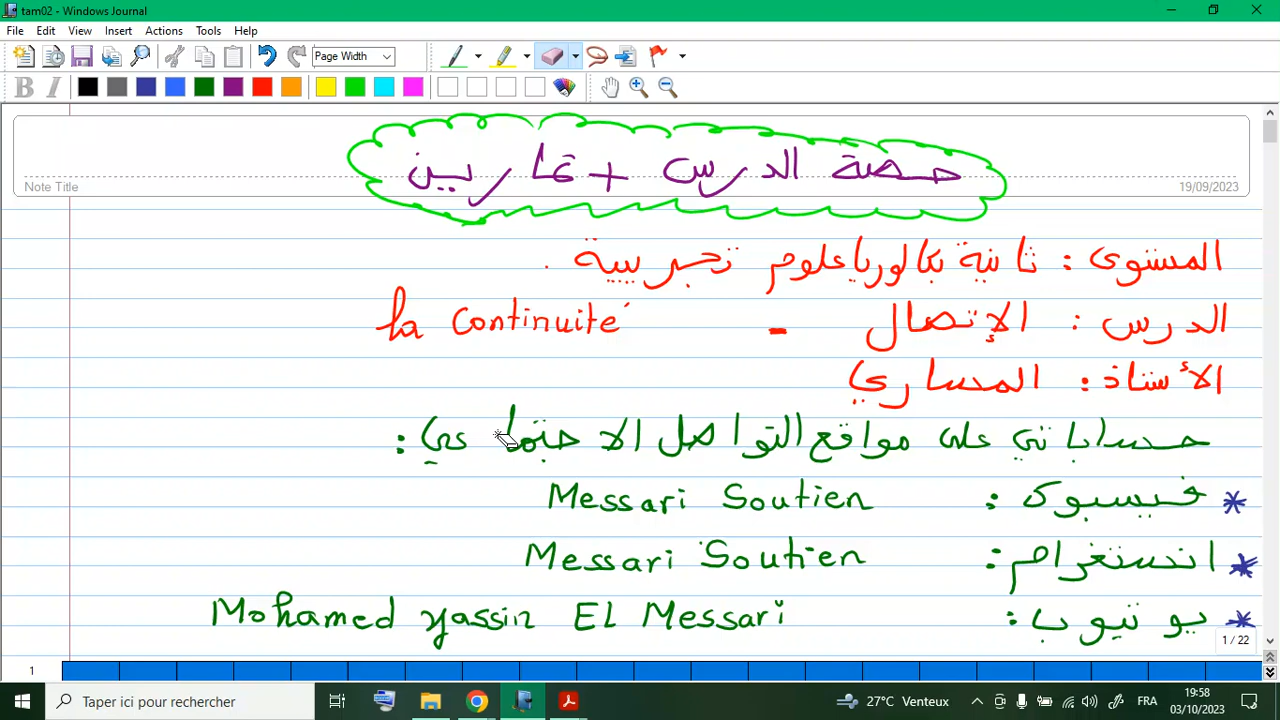 tam02 - Windows Journal
File Edit View Insert Actions Tools Help
Page Width
B I
حصة الدرس + تمارين
Note Title
19/09/2023
المستوى : ثانية بكالوريا علوم تجريبية .
الدرس : الإتصال - la Continuité
الأستاذ : المساري
حساباتي على مواقع التواصل الاجتماعي :
* فيسبوك : Messari Soutien
* انستغرام : Messari Soutien
* يوتيوب : Mohamed yassin EL Messari
1 / 22
1
Taper ici pour rechercher
27°C Venteux
FRA
19:58
03/10/2023